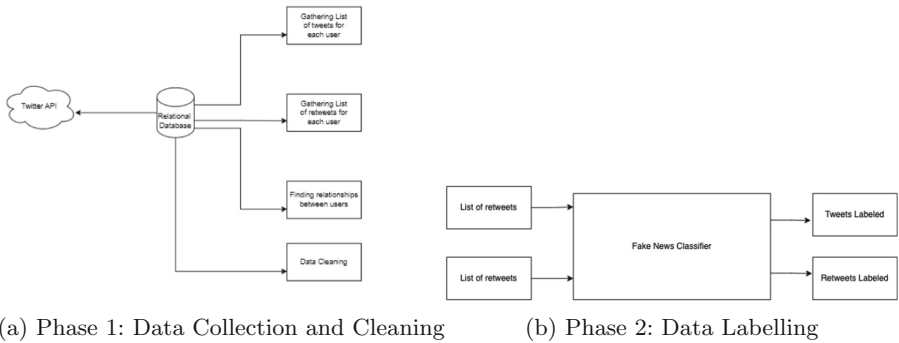 Gathering List
of tweets for
each user
Twitter API
Relational
Database
Gathering List
of retweets for
each user
Finding relationships
between users
Data Cleaning
(a) Phase 1: Data Collection and Cleaning
List of retweets
List of retweets
Fake News Classifier
Tweets Labeled
Retweets Labeled
(b) Phase 2: Data Labelling